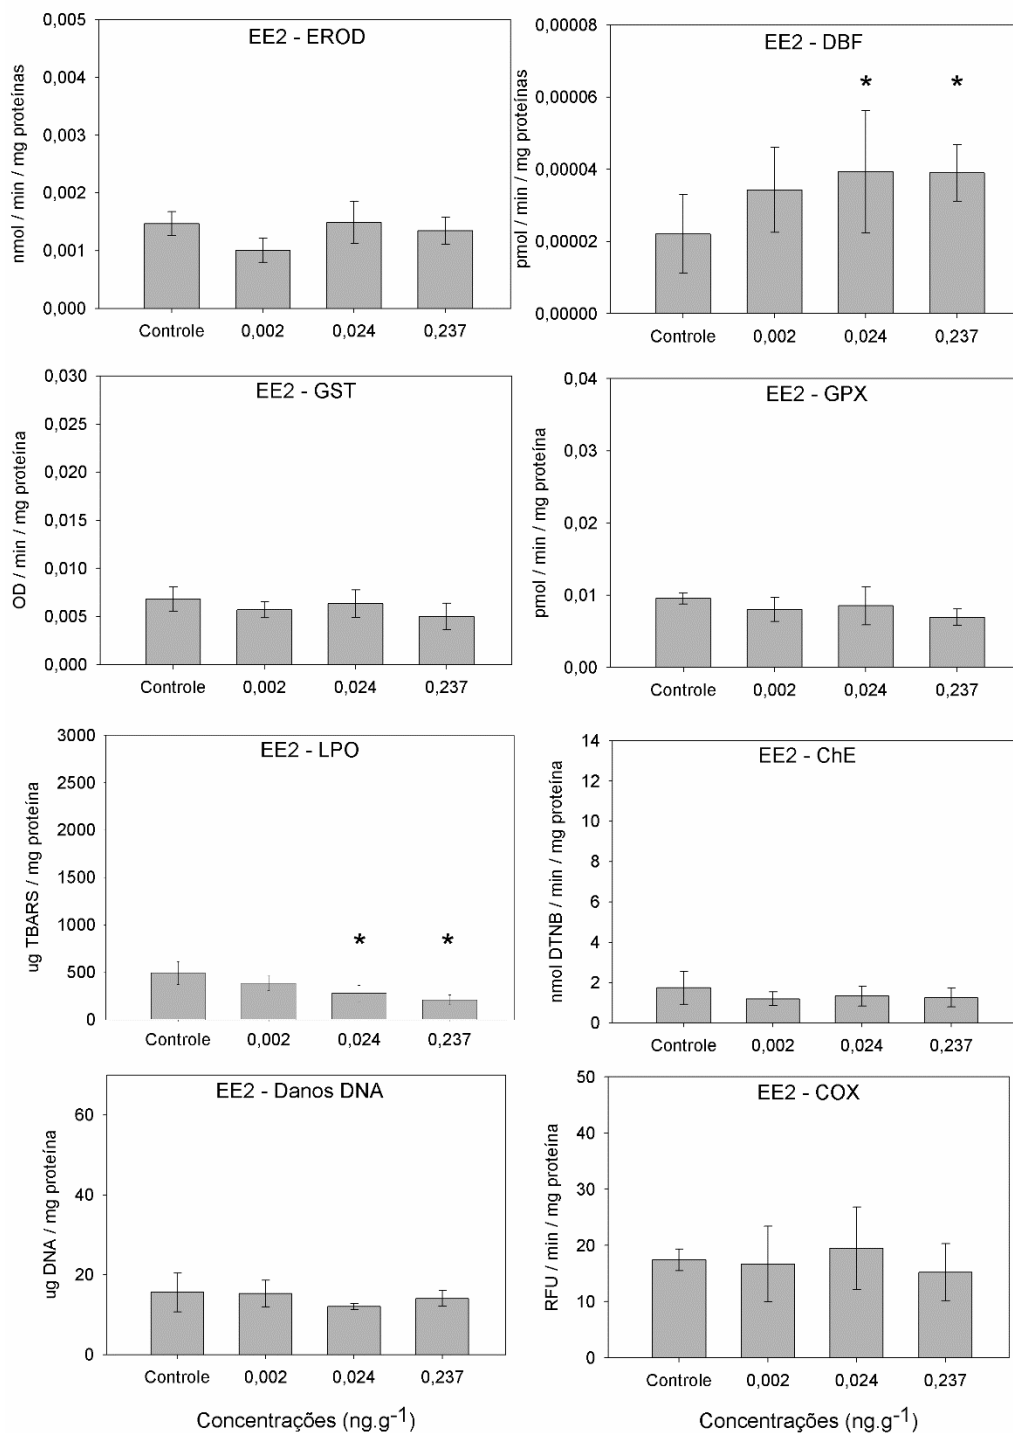 EE2 - EROD
nmol / min / mg proteínas
0,005
0,004
0,003
0,002
0,001
0,000
Controle 0,002 0,024 0,237
EE2 - DBF
pmol / min / mg proteínas
0,00008
0,00006
0,00004
0,00002
0,00000
* *
Controle 0,002 0,024 0,237
EE2 - GST
OD / min / mg proteína
0,030
0,025
0,020
0,015
0,010
0,005
0,000
Controle 0,002 0,024 0,237
EE2 - GPX
pmol / min / mg proteína
0,04
0,03
0,02
0,01
0,00
Controle 0,002 0,024 0,237
EE2 - LPO
ug TBARS / mg proteína
3000
2500
2000
1500
1000
500
0
* *
Controle 0,002 0,024 0,237
EE2 - ChE
nmol DTNB / min / mg proteína
14
12
10
8
6
4
2
0
Controle 0,002 0,024 0,237
EE2 - Danos DNA
ug DNA / mg proteína
60
40
20
0
Controle 0,002 0,024 0,237
Concentrações (ng.g⁻¹)
EE2 - COX
RFU / min / mg proteína
50
40
30
20
10
0
Controle 0,002 0,024 0,237
Concentrações (ng.g⁻¹)